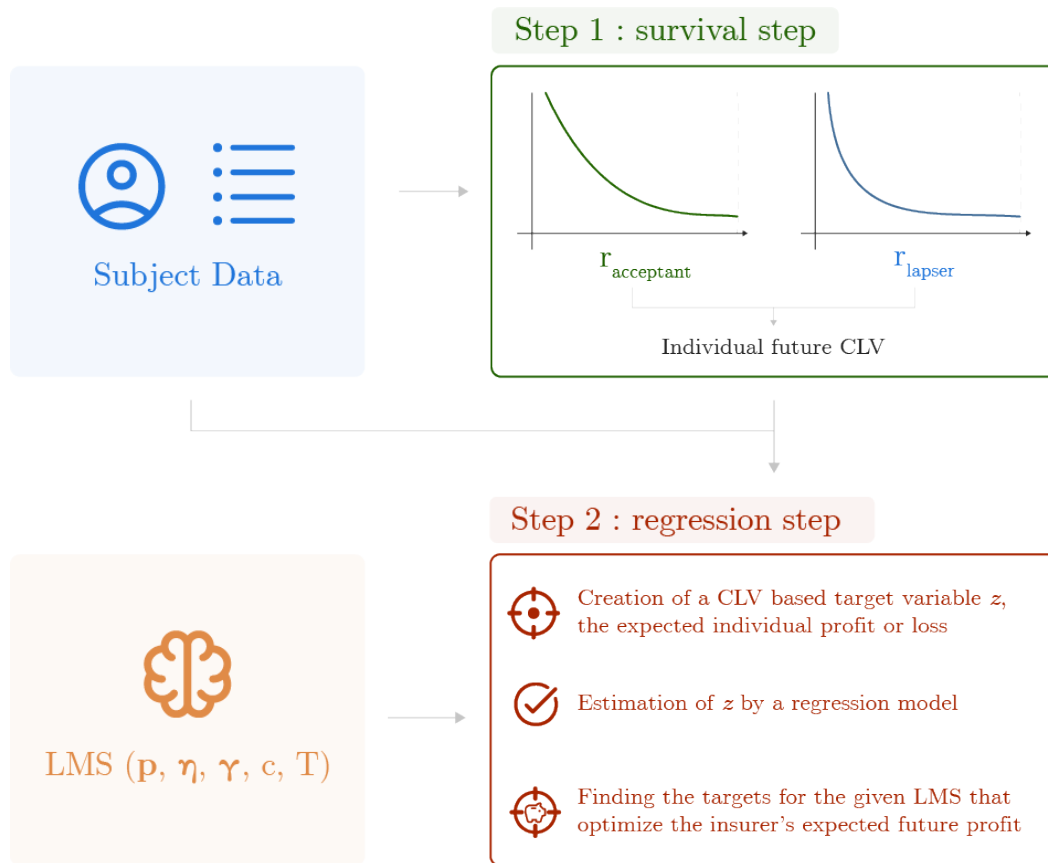 Step 1 : survival step
Subject Data
r_acceptant
r_lapser
Individual future CLV
Step 2 : regression step
LMS (p, η, γ, c, T)
Creation of a CLV based target variable z,
the expected individual profit or loss
Estimation of z by a regression model
Finding the targets for the given LMS that
optimize the insurer's expected future profit